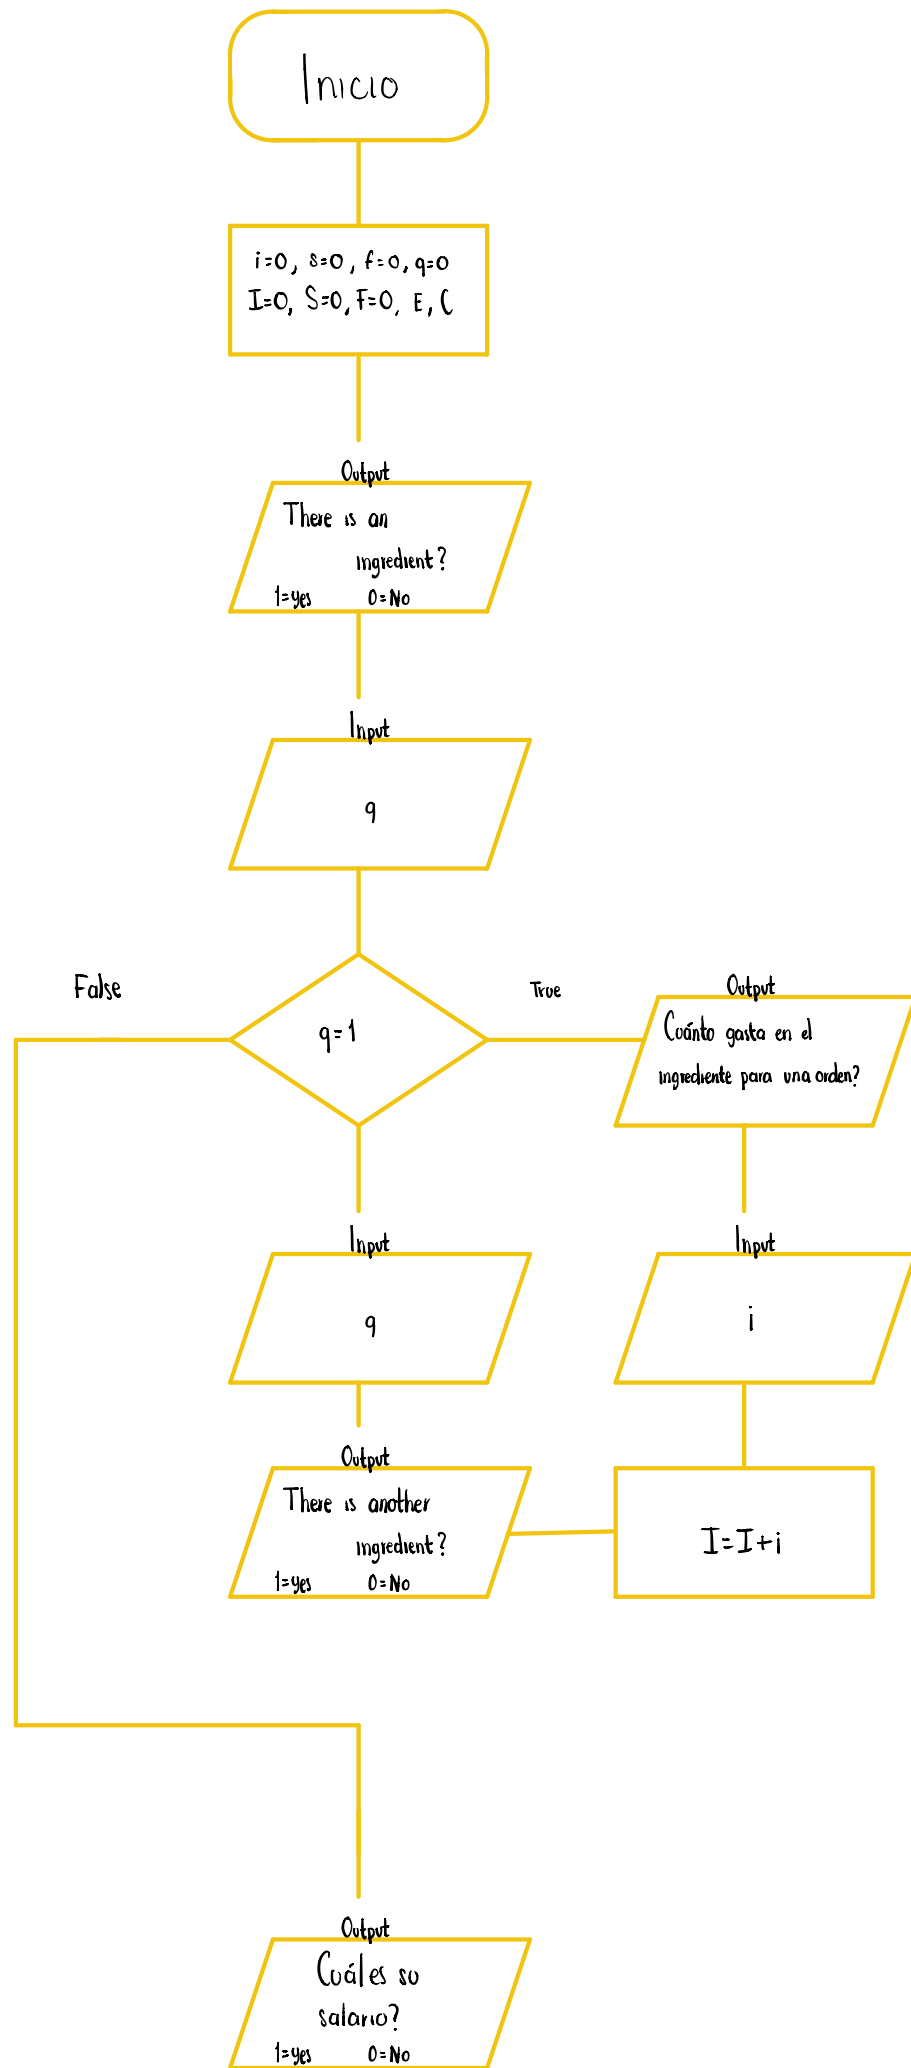 Inicio
i=0, s=0, f=0, q=0
I=0, S=0, F=0, E, C
Output
There is an
ingredient?
1=yes 0=No
Input
q
False
True
q=1
Output
Cuánto gasta en el
ingrediente para una orden?
Input
q
Input
i
Output
There is another
ingredient?
1=yes 0=No
I=I+i
Output
Cuál es su
salario?
1=yes 0=No